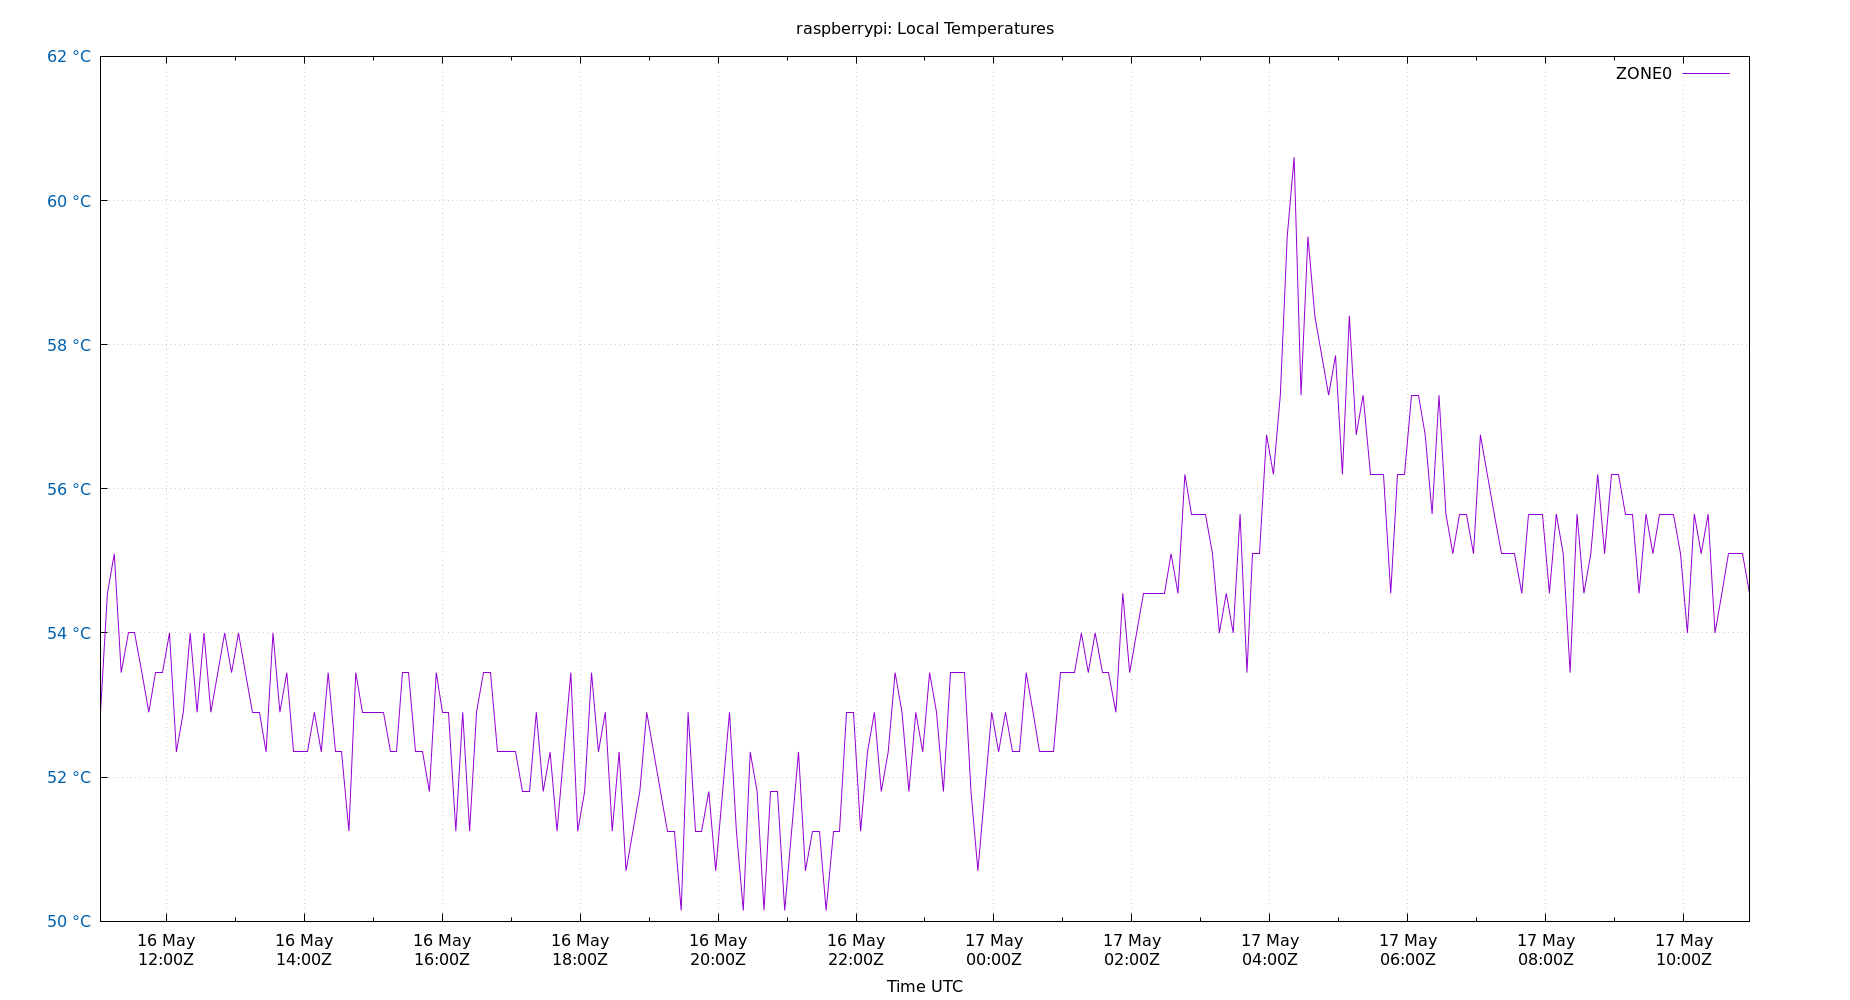 raspberrypi: Local Temperatures
62 °C
ZONE0
60 °C
58 °C
56 °C
54 °C
52 °C
50 °C
16 May 16 May 16 May 16 May 16 May 16 May 17 May 17 May 17 May 17 May 17 May 17 May
12:00Z 14:00Z 16:00Z 18:00Z 20:00Z 22:00Z 00:00Z 02:00Z 04:00Z 06:00Z 08:00Z 10:00Z
Time UTC